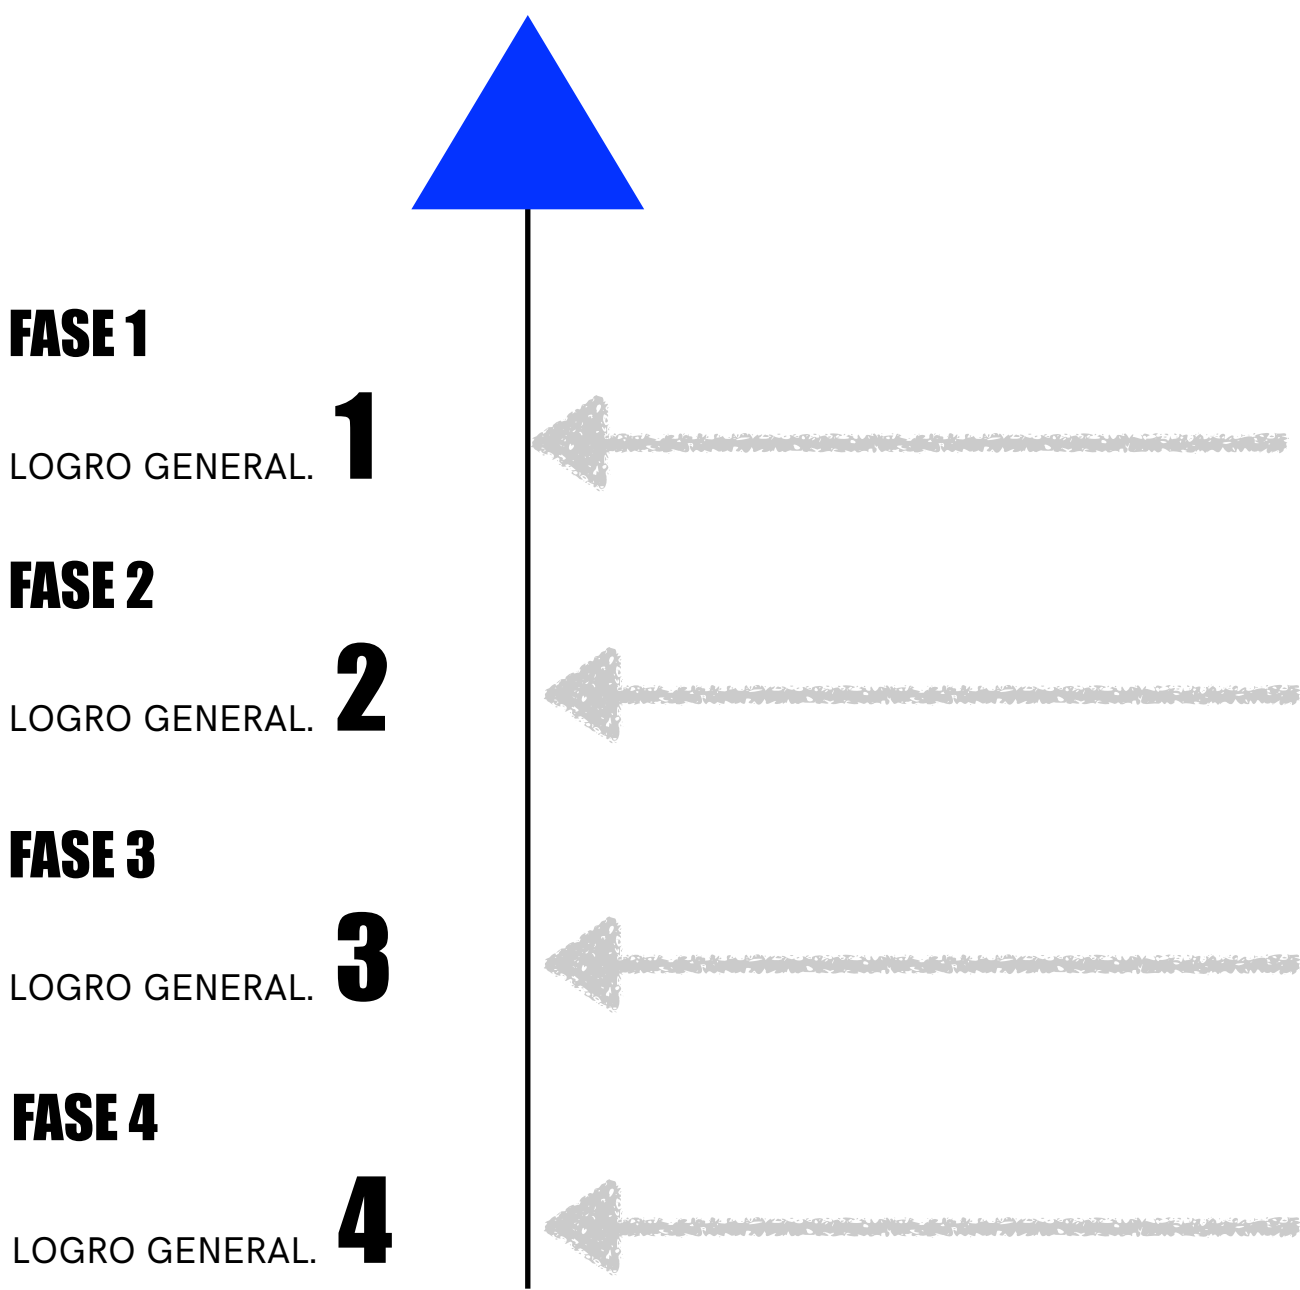 FASE 1
LOGRO GENERAL. 1
FASE 2
LOGRO GENERAL. 2
FASE 3
LOGRO GENERAL. 3
FASE 4
LOGRO GENERAL. 4